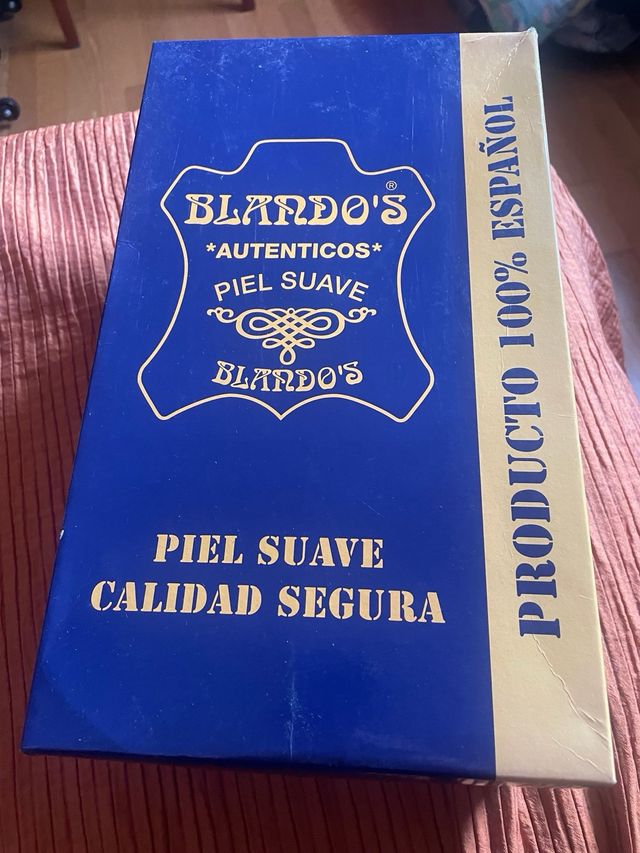 BLANDO'S ®
*AUTENTICOS*
PIEL SUAVE
BLANDO'S
PIEL SUAVE
CALIDAD SEGURA
PRODUCTO 100% ESPAÑOL